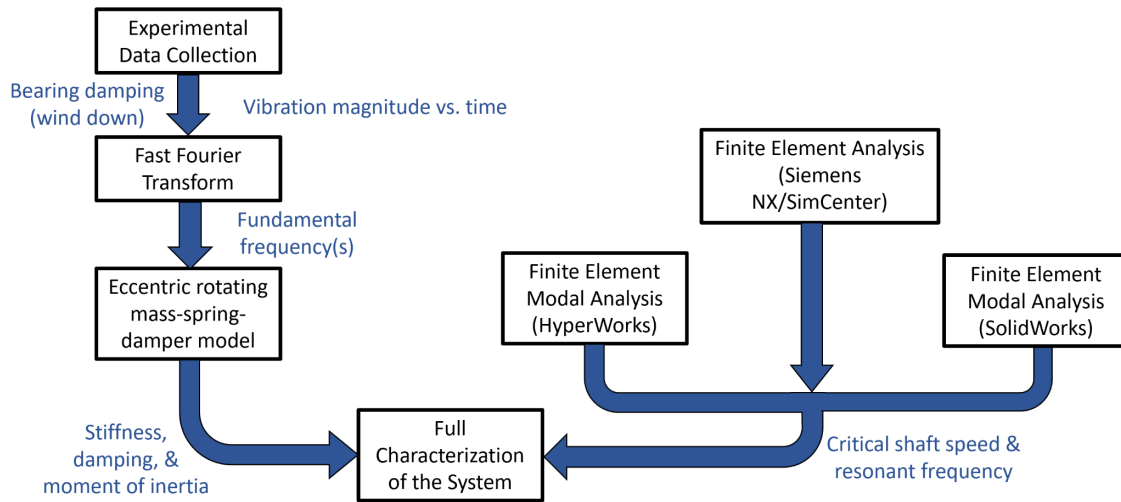 Experimental
Data Collection
Bearing damping
(wind down)
Vibration magnitude vs. time
Fast Fourier
Transform
Fundamental
frequency(s)
Eccentric rotating
mass-spring-
damper model
Stiffness,
damping, &
moment of inertia
Finite Element Analysis
(Siemens
NX/SimCenter)
Finite Element
Modal Analysis
(HyperWorks)
Finite Element
Modal Analysis
(SolidWorks)
Critical shaft speed &
resonant frequency
Full
Characterization
of the System